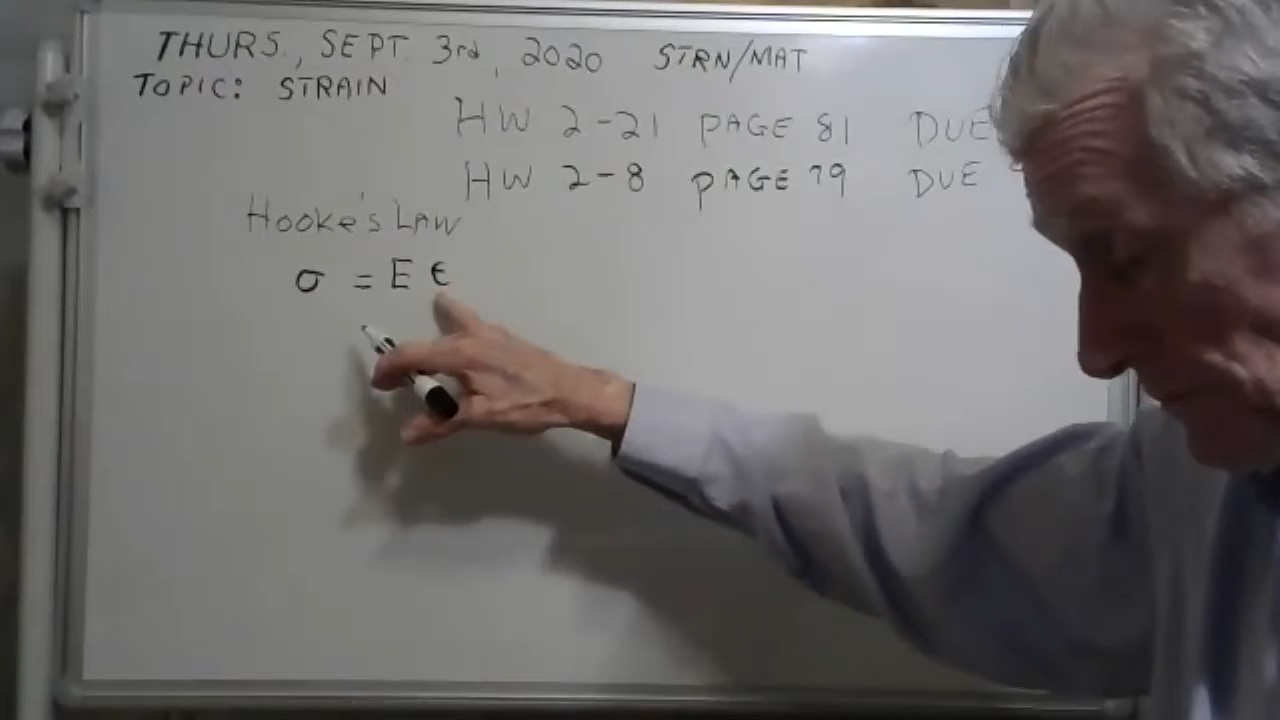 THURS., SEPT. 3rd, 2020 STRN/MAT
TOPIC: STRAIN
HW 2-21 PAGE 81 DUE
HW 2-8 PAGE 79 DUE
Hooke's LAW
σ = E ϵ